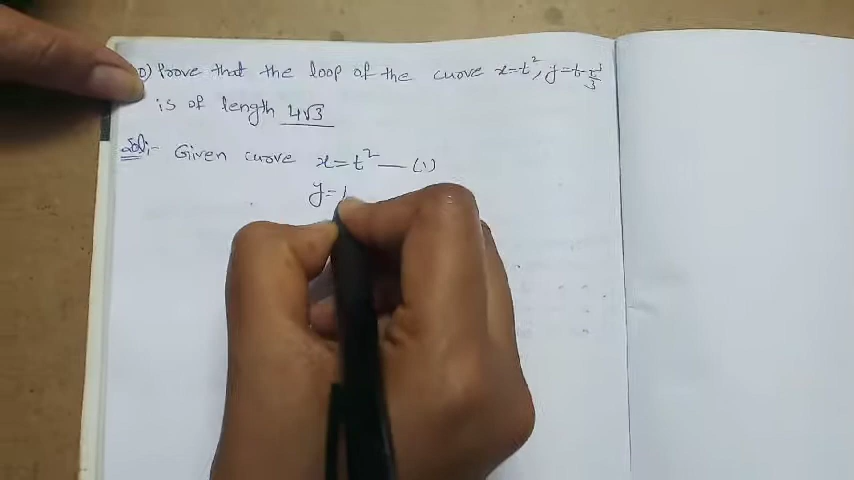 Prove that the loop of the curve x=t², y=t-t³/3
is of length 4√3
Sol:- Given curve x=t² — (1)
y=